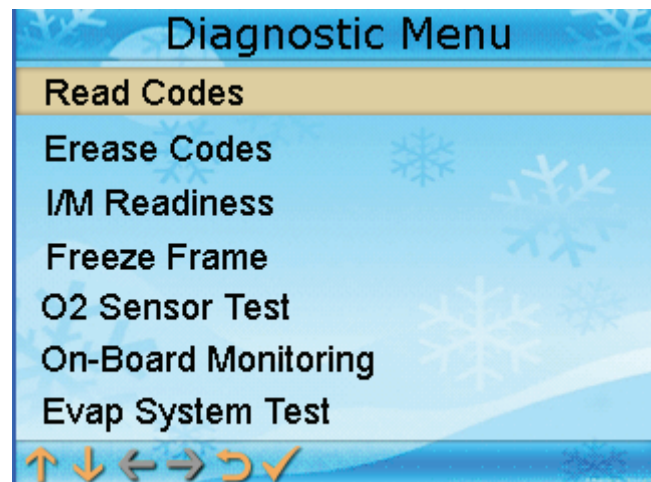 Diagnostic Menu
Read Codes
Erease Codes
I/M Readiness
Freeze Frame
O2 Sensor Test
On-Board Monitoring
Evap System Test